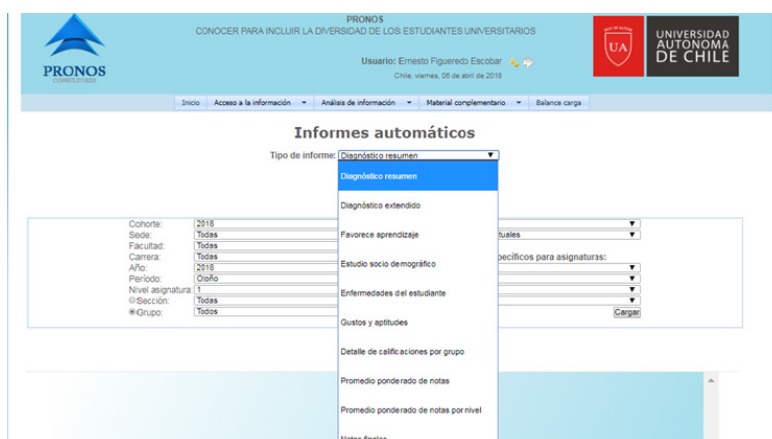 PRONOS
CONOCER PARA INCLUIR LA DIVERSIDAD DE LOS ESTUDIANTES UNIVERSITARIOS
Usuario: Ernesto Figueredo Escobar
Chile, viernes, 06 de abril de 2018
PRONOS
CONSULTORES
UA
UNIVERSIDAD
AUTÓNOMA
DE CHILE
Inicio Acceso a la información Análisis de información Material complementario Balance carga
Informes automáticos
Tipo de informe: Diagnóstico resumen
Diagnóstico resumen
Diagnóstico extendido
Favorece aprendizaje
Estudio socio demográfico
Enfermedades del estudiante
Gustos y aptitudes
Detalle de calificaciones por grupo
Promedio ponderado de notas
Promedio ponderado de notas por nivel
Notas finales
Cohorte: 2018
Sede: Todas
Facultad: Todas
Carrera: Todas
Año: 2018
Período: Otoño
Nivel asignatura: 1
Sección: Todas
Grupo: Todos
tuales
pecíficos para asignaturas:
Cargar